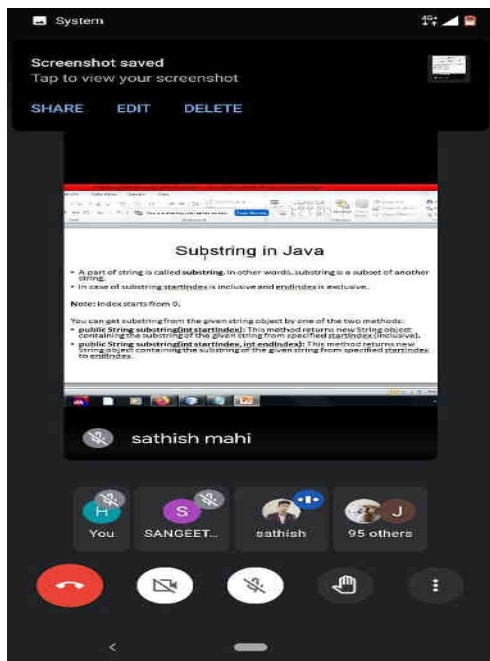 System
4G+
Screenshot saved
Tap to view your screenshot
SHARE EDIT DELETE
Substring in Java
• A part of string is called substring. In other words, substring is a subset of another
string.
• In case of substring startIndex is inclusive and endIndex is exclusive.
Note: Index starts from 0.
You can get substring from the given string object by one of the two methods:
• public String substring(int startIndex): This method returns new String object
containing the substring of the given string from specified startIndex (inclusive).
• public String substring(int startIndex, int endIndex): This method returns new
String object containing the substring of the given string from specified startIndex
to endIndex.
sathish mahi
H S J
You SANGEET... sathish 95 others